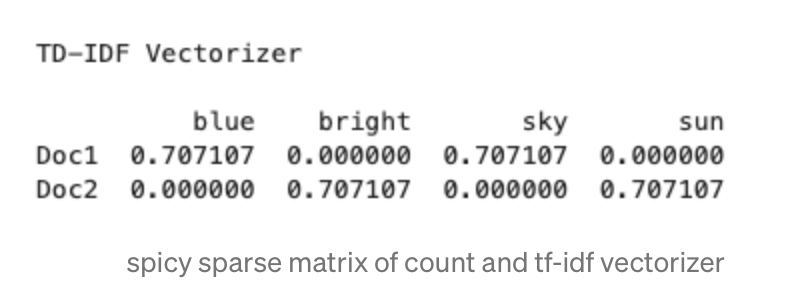 TD-IDF Vectorizer
blue bright sky sun
Doc1 0.707107 0.000000 0.707107 0.000000
Doc2 0.000000 0.707107 0.000000 0.707107
spicy sparse matrix of count and tf-idf vectorizer